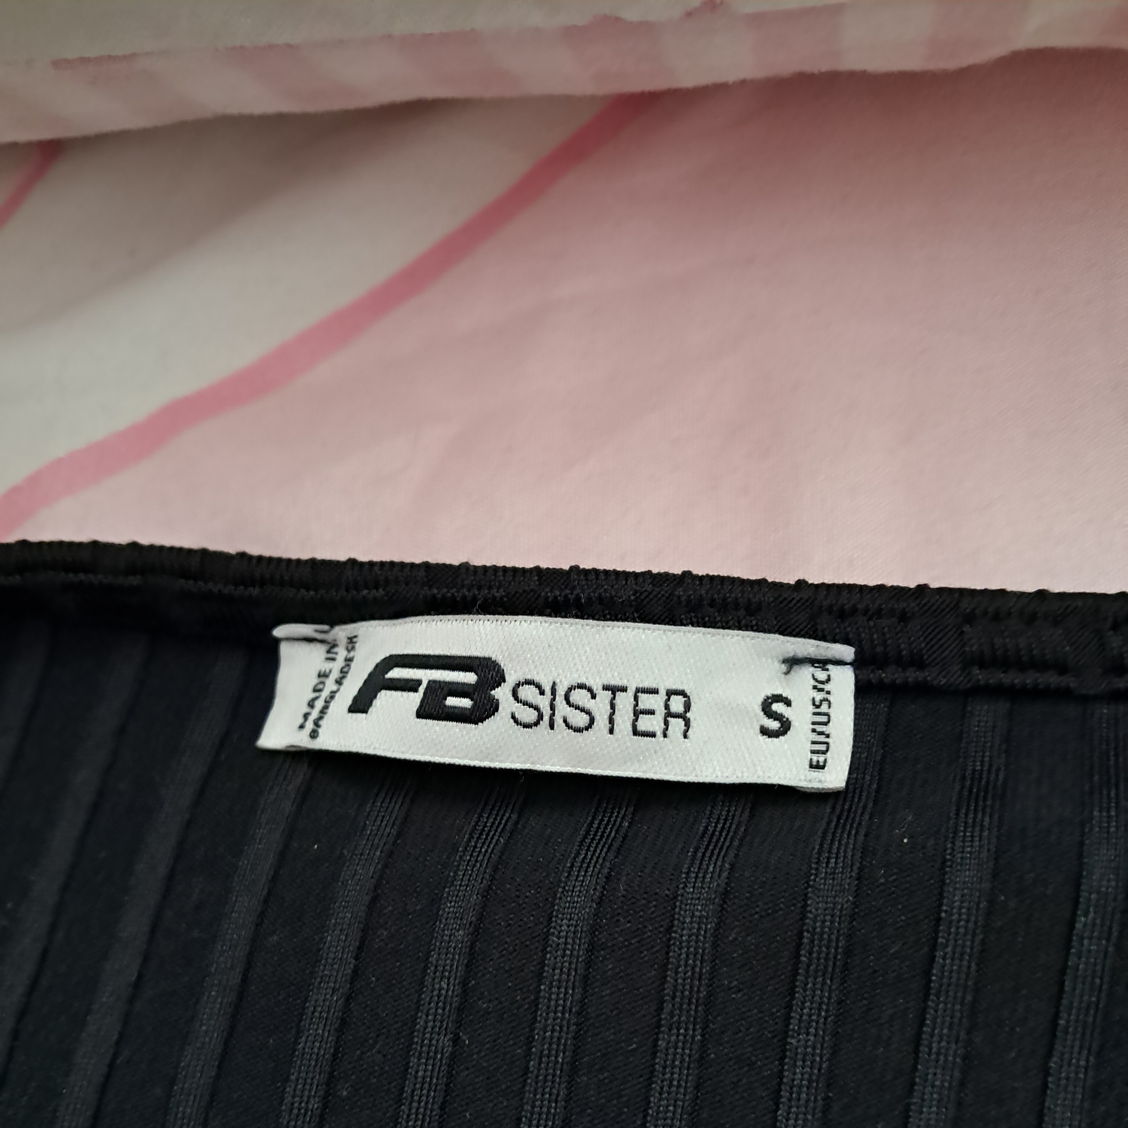 MADE IN
BANGLADESH
FB SISTER
S
EU/US/CA